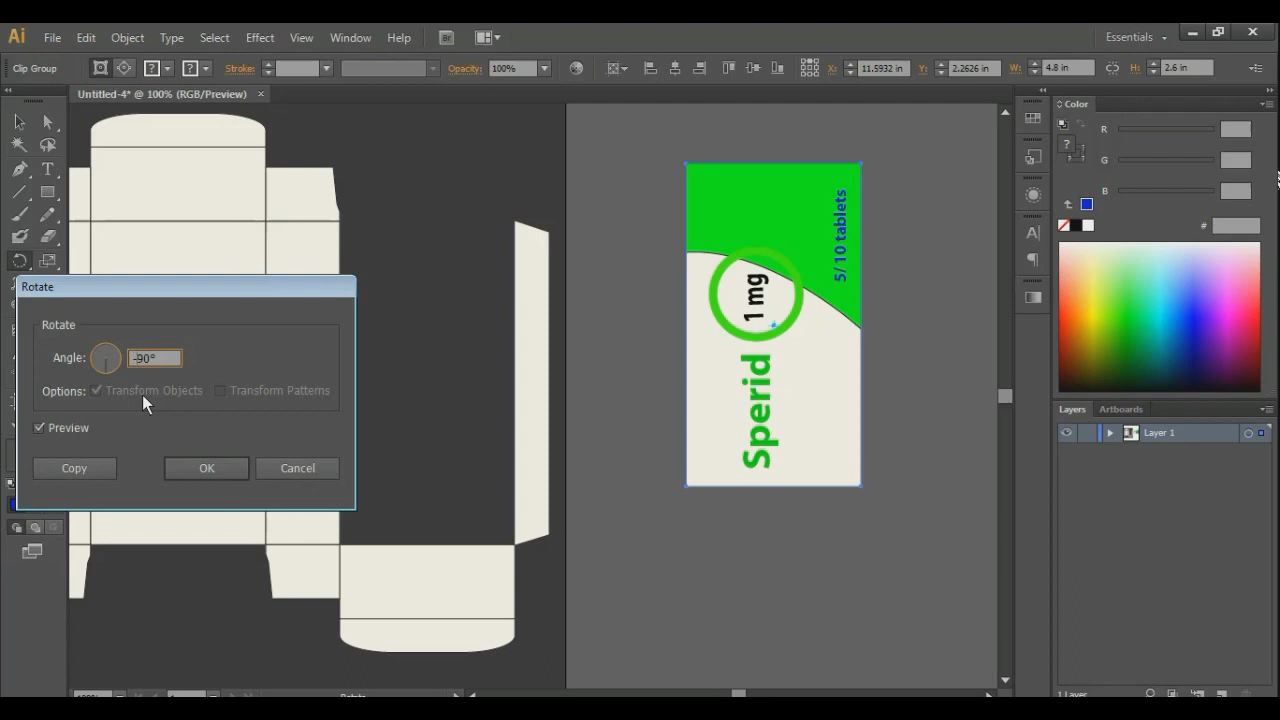 Ai File Edit Object Type Select Effect View Window Help Br Essentials
Clip Group ? ? Stroke: Opacity: 100% X: 11.5932 in Y: 2.2626 in W: 4.8 in H: 2.6 in
Untitled-4* @ 100% (RGB/Preview) ×
Color
R
?
G
B
#
Rotate
Rotate
Angle: -90°
Options: Transform Objects Transform Patterns
Preview
Copy OK Cancel
5/ 10 tablets
1 mg
Sperid
Layers Artboards
Layer 1
1 Layer
Rotate